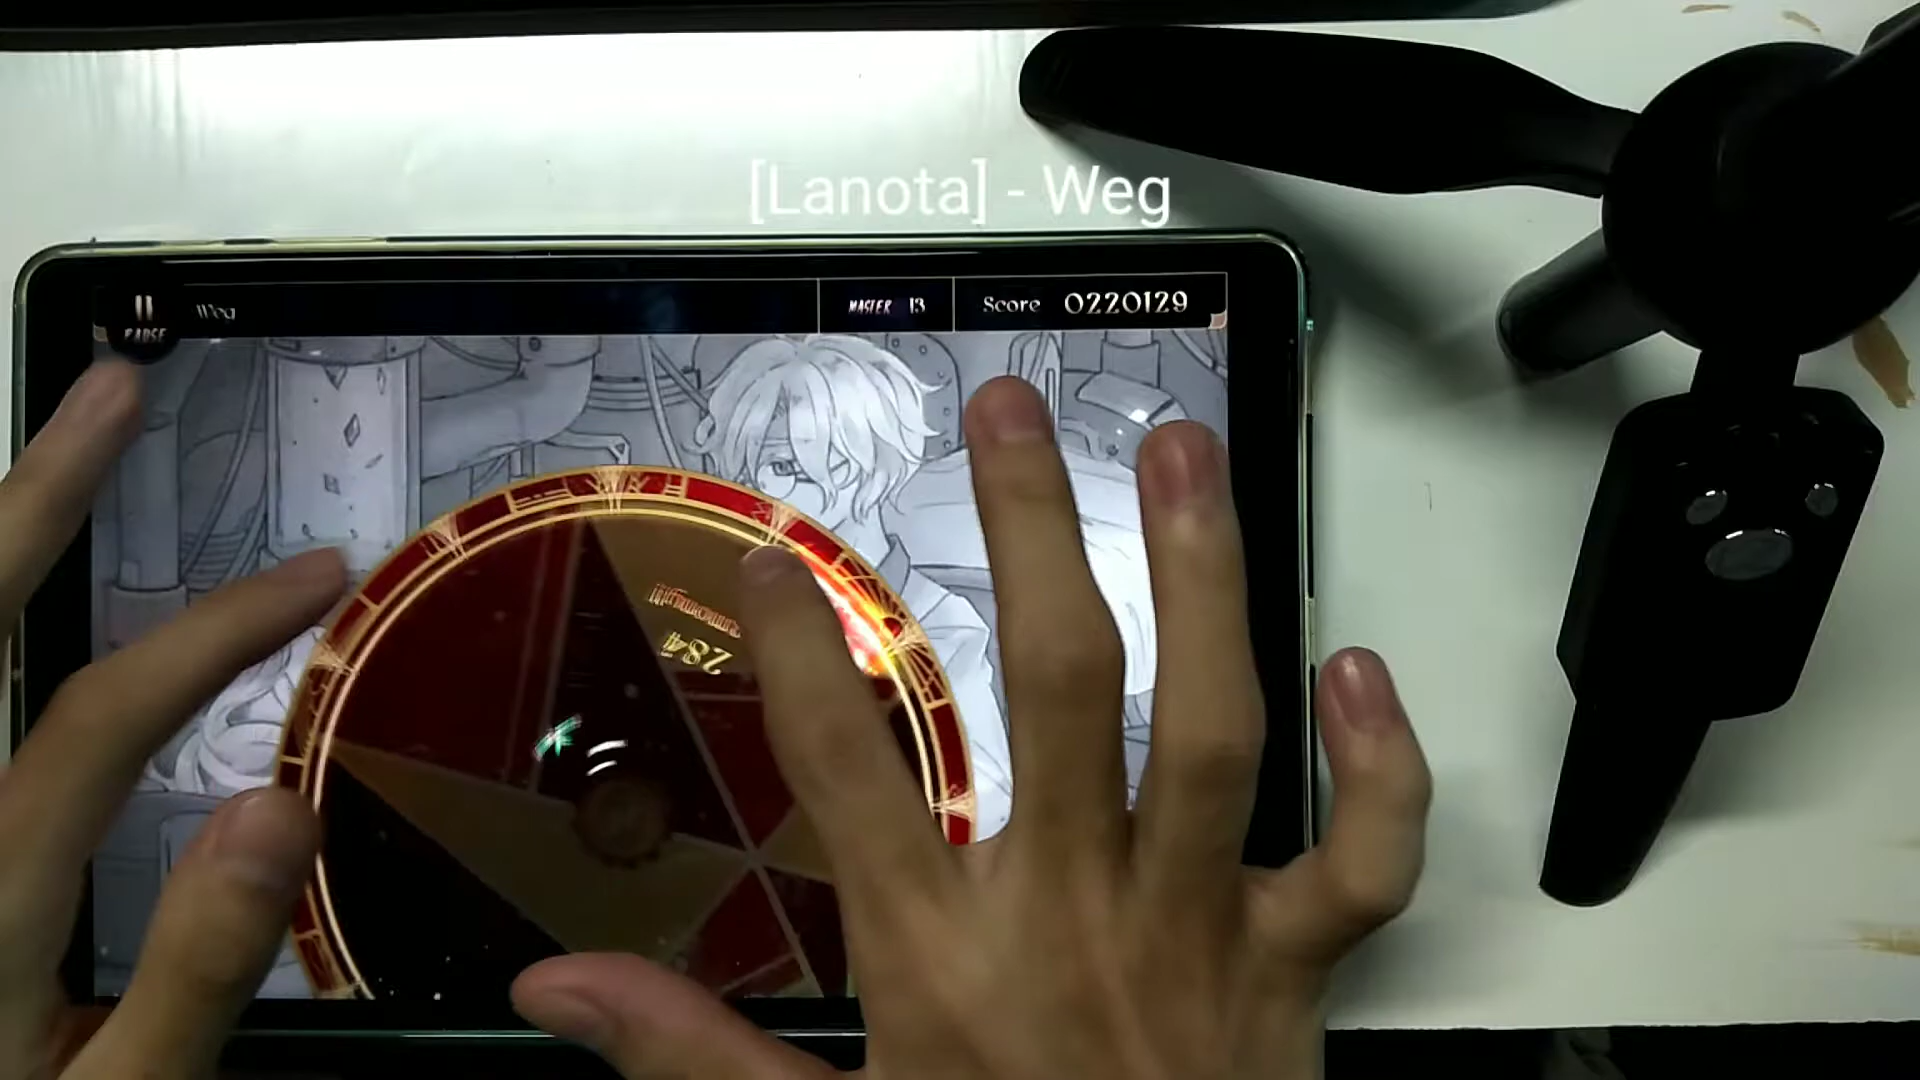 [Lanota] - Weg
PAUSE
Weg
MASTER 13
Score 0220129
284